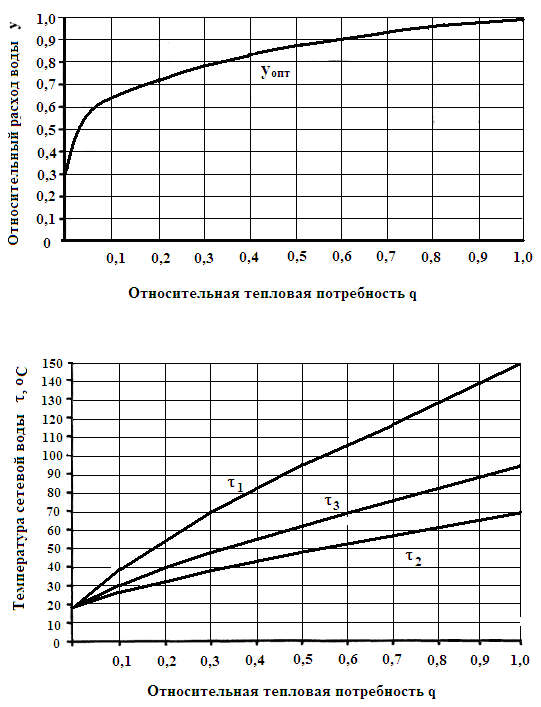 Относительный расход воды у
1,0
0,9
0,8
0,7
0,6
0,5
0,4
0,3
0,2
0,1
0
уопт
0,1 0,2 0,3 0,4 0,5 0,6 0,7 0,8 0,9 1,0
Относительная тепловая потребность q
Температура сетевой воды τ, оС
150
140
130
120
110
100
90
80
70
60
50
40
30
20
10
0
τ1
τ3
τ2
0,1 0,2 0,3 0,4 0,5 0,6 0,7 0,8 0,9 1,0
Относительная тепловая потребность q